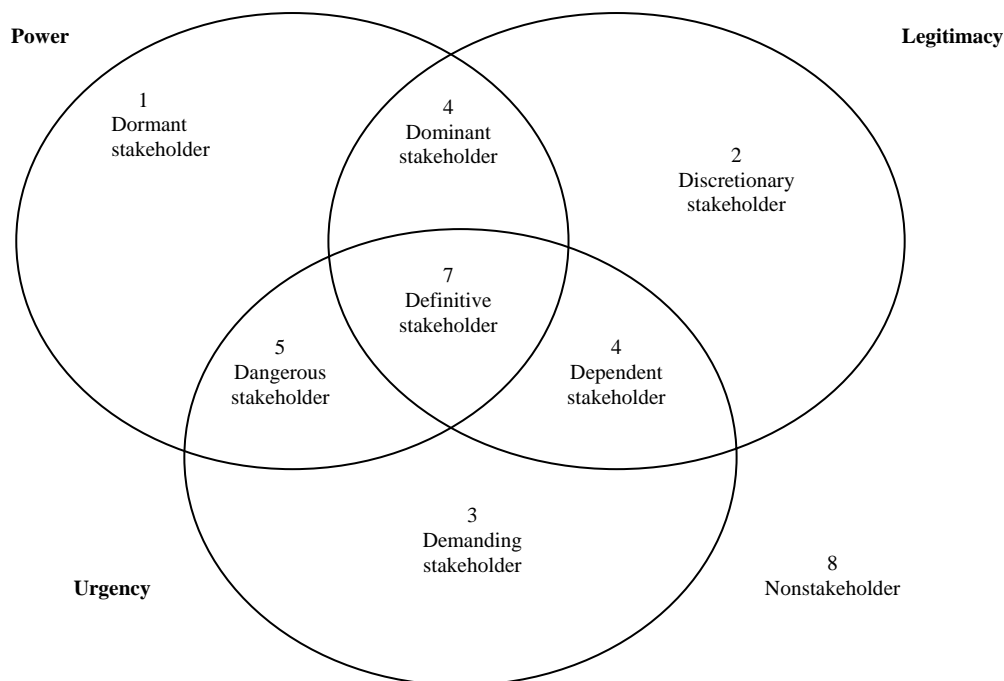 Power
Legitimacy
1
Dormant
stakeholder
4
Dominant
stakeholder
2
Discretionary
stakeholder
7
Definitive
stakeholder
5
Dangerous
stakeholder
4
Dependent
stakeholder
3
Demanding
stakeholder
Urgency
8
Nonstakeholder